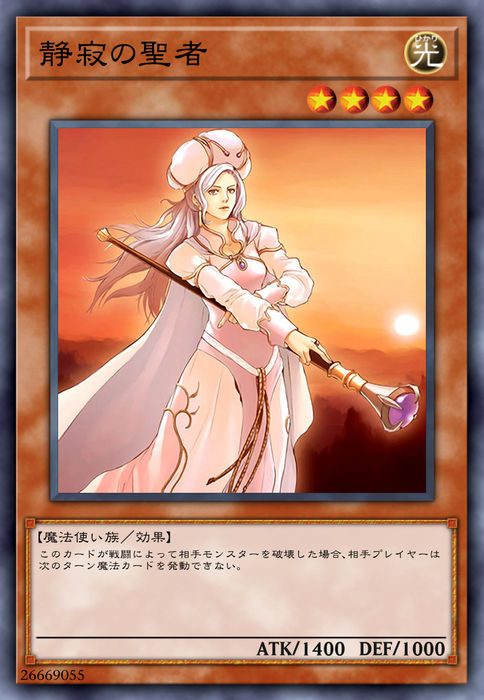 静寂の聖者
ひかり
光
【魔法使い族／効果】
このカードが戦闘によって相手モンスターを破壊した場合、相手プレイヤーは
次のターン魔法カードを発動できない。
ATK/1400 DEF/1000
26669055